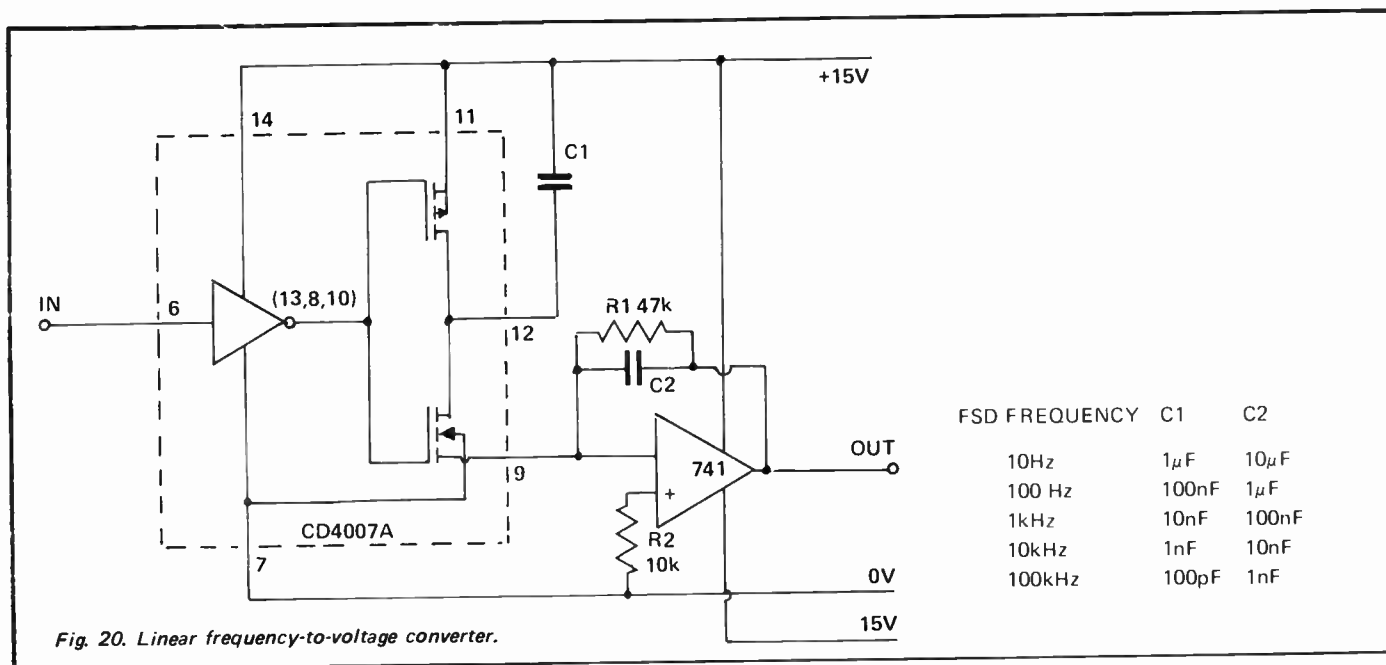 +15V
14
11
C1
IN
6
(13,8,10)
12
R1 47k
C2
9
741
+
OUT
CD4007A
7
R2
10k
0V
15V
FSD FREQUENCY C1 C2
10Hz 1µF 10µF
100 Hz 100nF 1µF
1kHz 10nF 100nF
10kHz 1nF 10nF
100kHz 100pF 1nF
Fig. 20. Linear frequency-to-voltage converter.